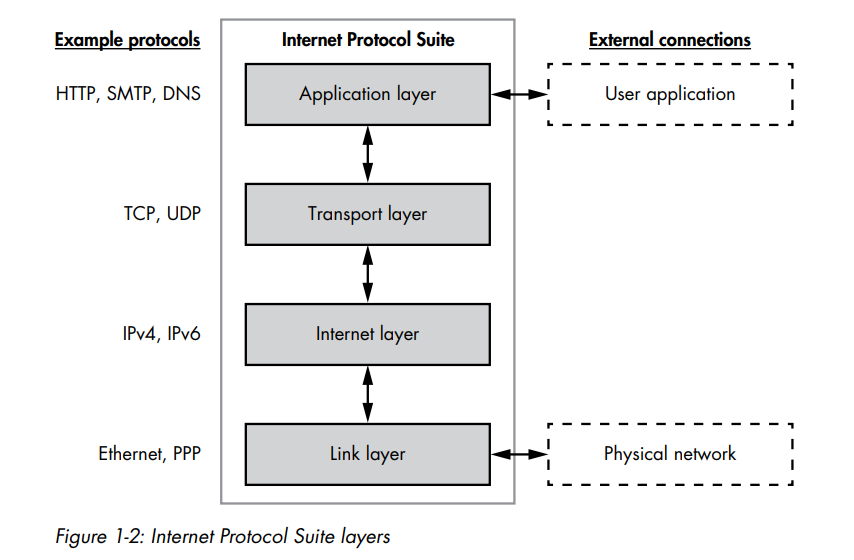 Example protocols Internet Protocol Suite External connections
HTTP, SMTP, DNS Application layer User application
TCP, UDP Transport layer
IPv4, IPv6 Internet layer
Ethernet, PPP Link layer Physical network
Figure 1-2: Internet Protocol Suite layers